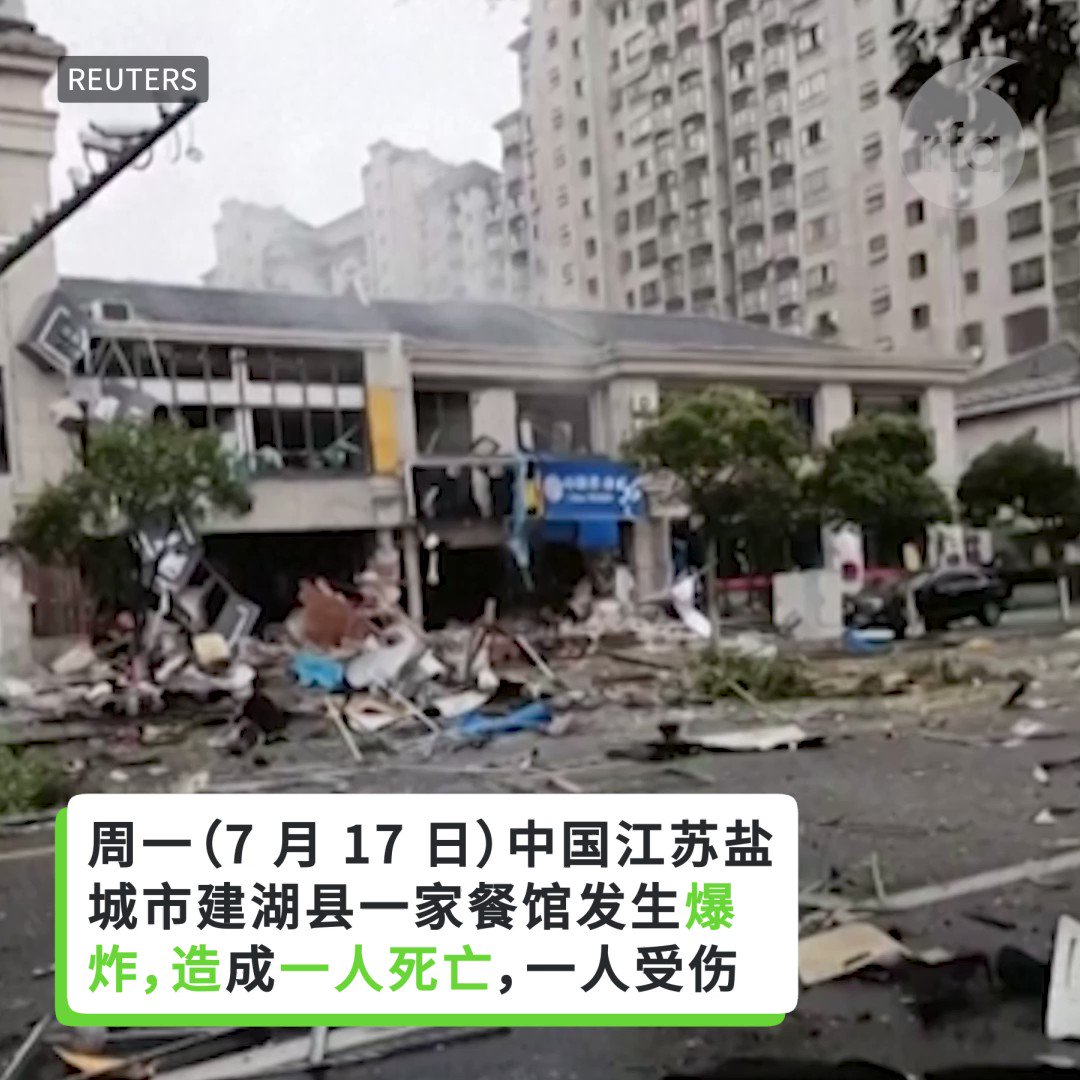 REUTERS
rfa
周一(7 月 17 日)中国江苏盐
城市建湖县一家餐馆发生爆
炸,造成一人死亡,一人受伤